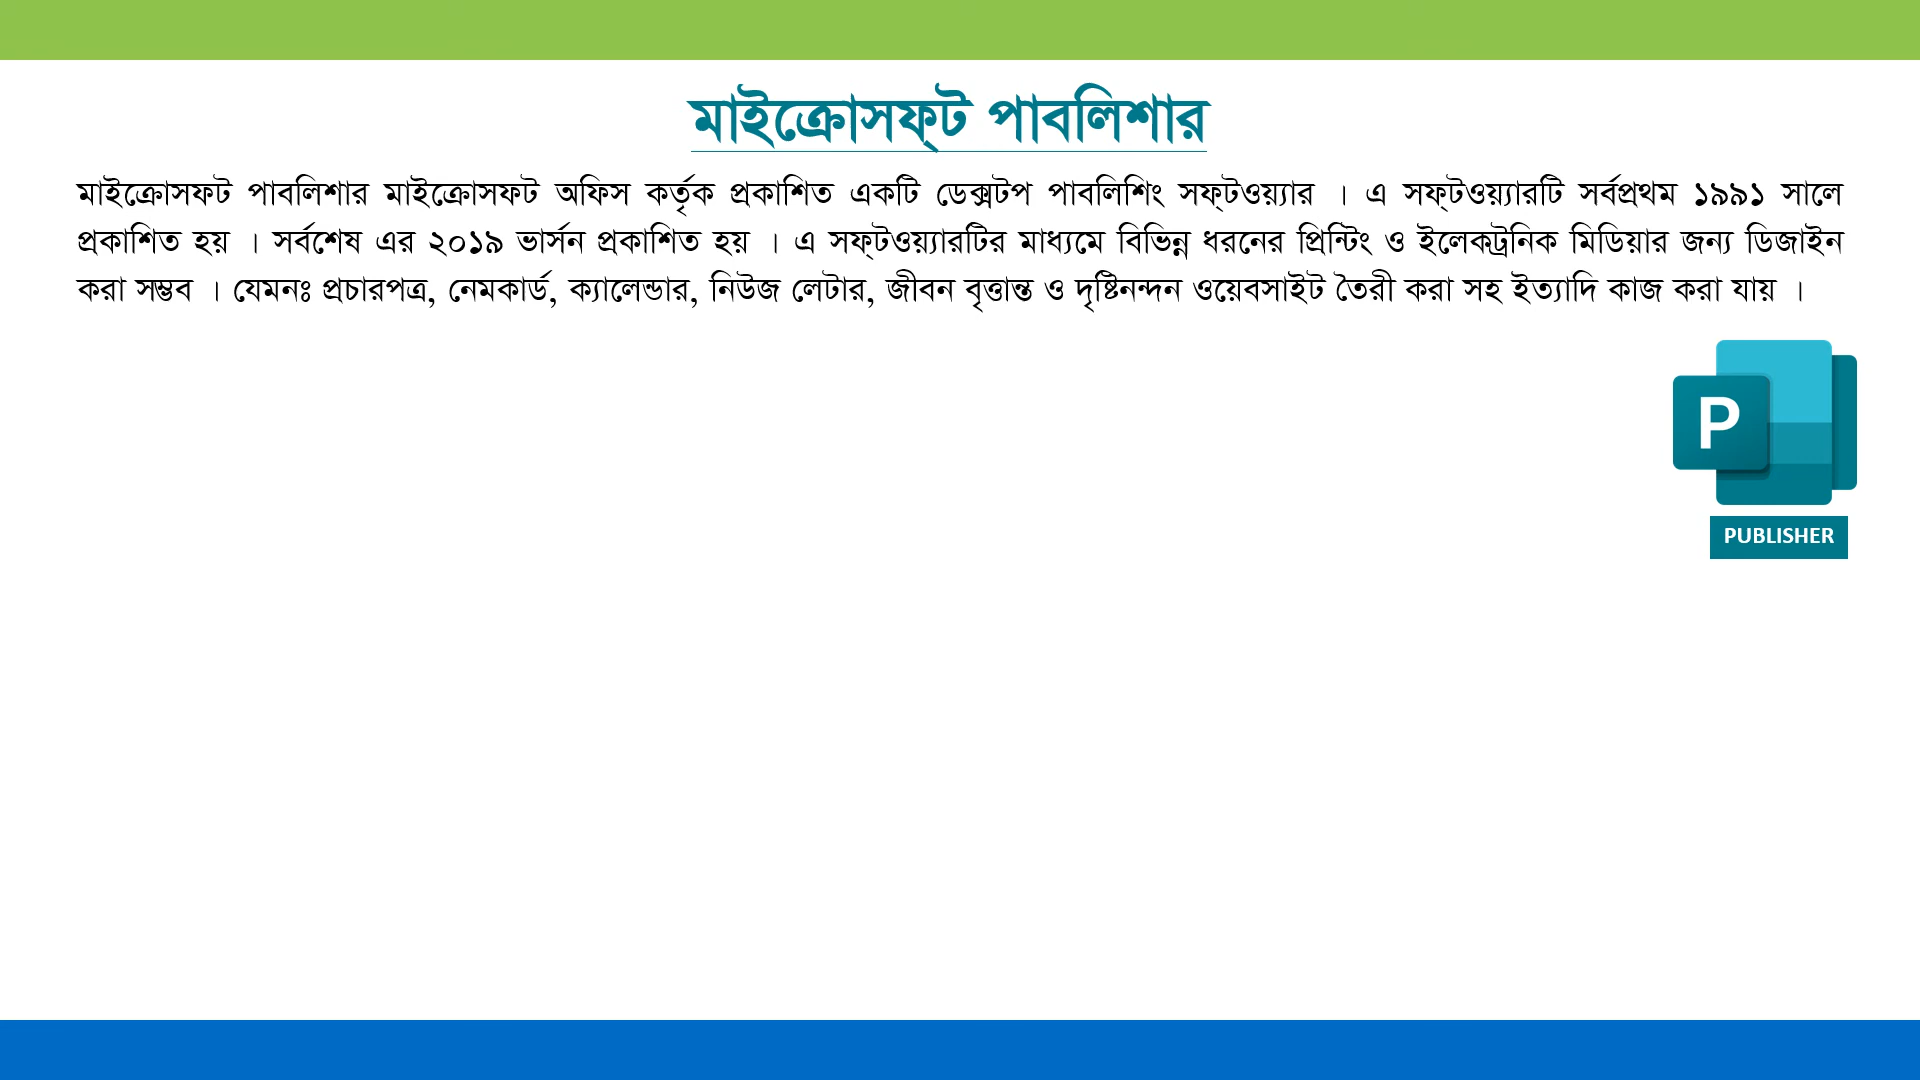 মাইক্রোসফ্‌ট পাবলিশার
মাইক্রোসফট পাবলিশার মাইক্রোসফট অফিস কর্তৃক প্রকাশিত একটি ডেক্সটপ পাবলিশিং সফ্‌টওয়্যার । এ সফ্‌টওয়্যারটি সর্বপ্রথম ১৯৯১ সালে
প্রকাশিত হয় । সর্বশেষ এর ২০১৯ ভার্সন প্রকাশিত হয় । এ সফ্‌টওয়্যারটির মাধ্যমে বিভিন্ন ধরনের প্রিন্টিং ও ইলেকট্রনিক মিডিয়ার জন্য ডিজাইন
করা সম্ভব । যেমনঃ প্রচারপত্র, নেমকার্ড, ক্যালেন্ডার, নিউজ লেটার, জীবন বৃত্তান্ত ও দৃষ্টিনন্দন ওয়েবসাইট তৈরী করা সহ ইত্যাদি কাজ করা যায় ।
P
PUBLISHER